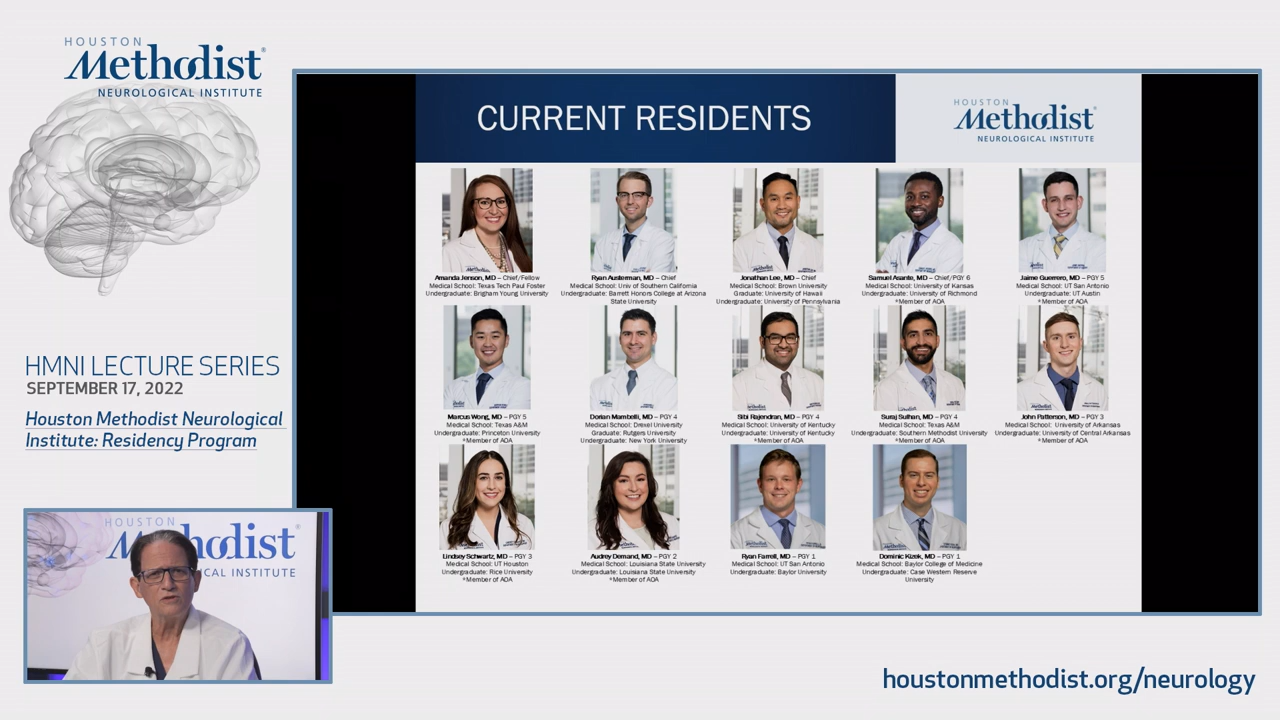 HOUSTON
Methodist®
NEUROLOGICAL INSTITUTE
HMNI LECTURE SERIES
SEPTEMBER 17, 2022
Houston Methodist Neurological
Institute: Residency Program
CURRENT RESIDENTS
HOUSTON
Methodist®
NEUROLOGICAL INSTITUTE
Amanda Jenson, MD – Chief/Fellow
Medical School: Texas Tech Paul Foster
Undergraduate: Brigham Young University
Ryan Austerman, MD – Chief
Medical School: Univ of Southern California
Undergraduate: Barrett Honors College at Arizona
State University
Jonathan Lee, MD – Chief
Medical School: Brown University
Graduate: University of Hawaii
Undergraduate: University of Pennsylvania
Samuel Asante, MD – Chief/PGY 6
Medical School: University of Kansas
Undergraduate: University of Richmond
*Member of AOA
Jaime Guerrero, MD – PGY 5
Medical School: UT San Antonio
Undergraduate: UT Austin
*Member of AOA
Marcus Wong, MD – PGY 5
Medical School: Texas A&M
Undergraduate: Princeton University
*Member of AOA
Dorian Mambelli, MD – PGY 4
Medical School: Drexel University
Graduate: Rutgers University
Undergraduate: New York University
Sibi Rajendran, MD – PGY 4
Medical School: University of Kentucky
Undergraduate: University of Kentucky
*Member of AOA
Suraj Sulhan, MD – PGY 4
Medical School: Texas A&M
Undergraduate: Southern Methodist University
*Member of AOA
John Patterson, MD – PGY 3
Medical School: University of Arkansas
Undergraduate: University of Central Arkansas
*Member of AOA
Lindsey Schwartz, MD – PGY 3
Medical School: UT Houston
Undergraduate: Rice University
*Member of AOA
Audrey Demand, MD – PGY 2
Medical School: Louisiana State University
Undergraduate: Louisiana State University
*Member of AOA
Ryan Farrell, MD – PGY 1
Medical School: UT San Antonio
Undergraduate: Baylor University
Dominic Kizek, MD – PGY 1
Medical School: Baylor College of Medicine
Undergraduate: Case Western Reserve
University
HOUSTON
Methodist®
CAL INSTITUTE
houstonmethodist.org/neurology